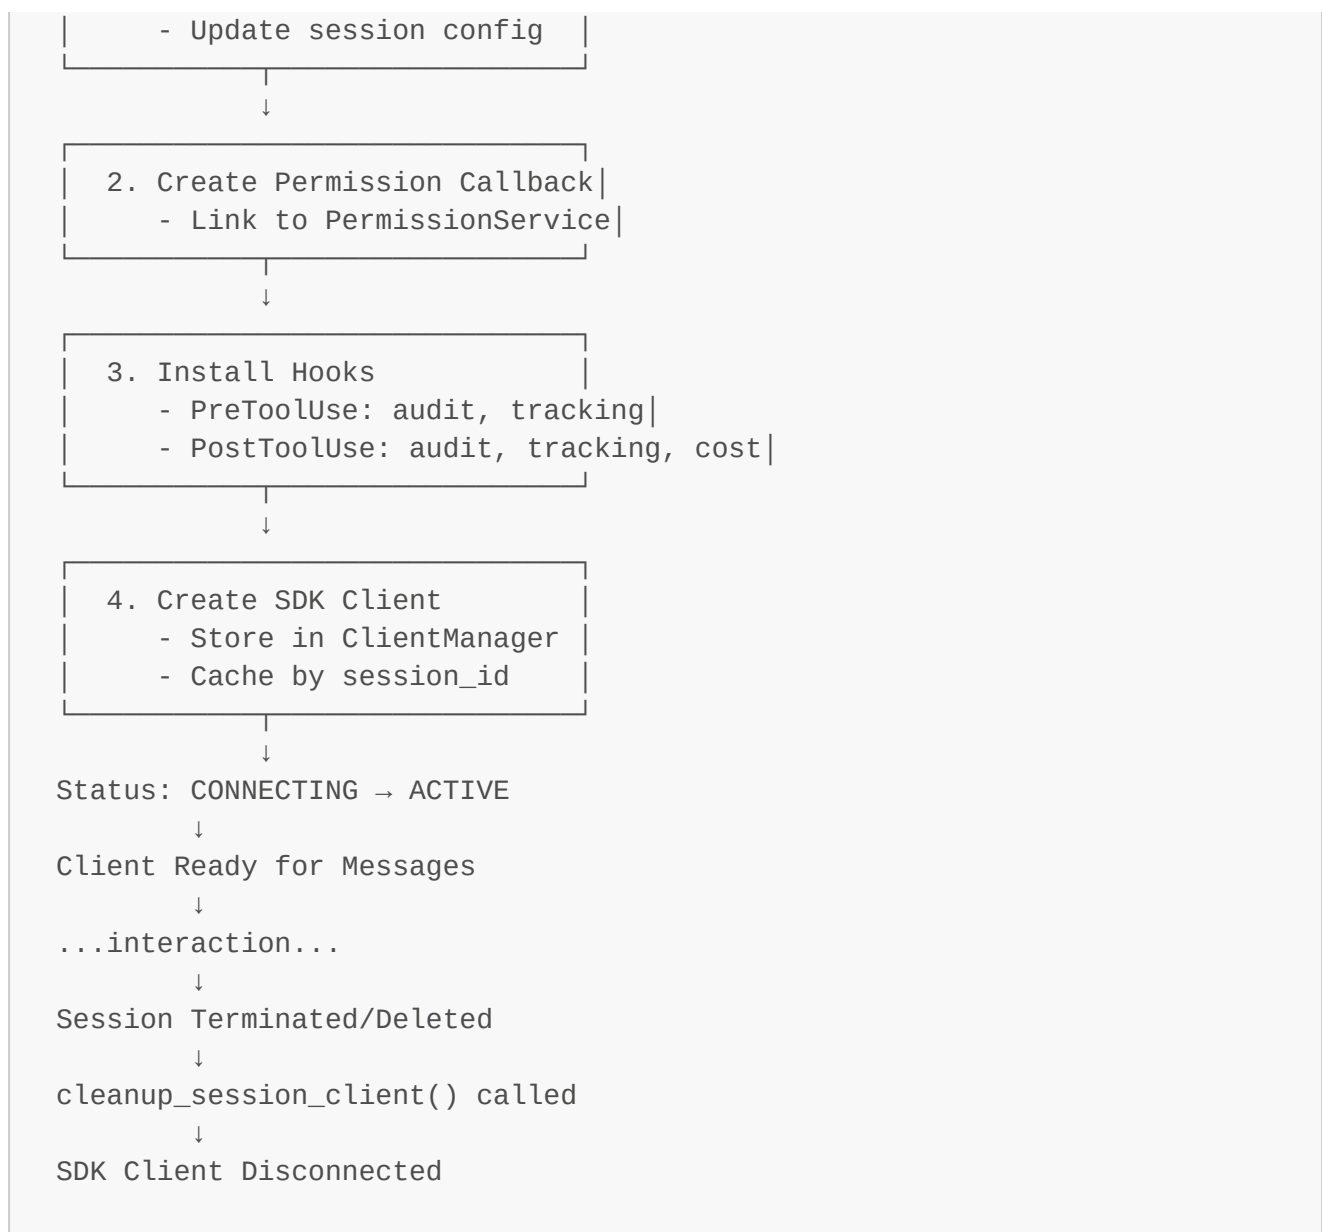 - Update session config
↓
2. Create Permission Callback
- Link to PermissionService
↓
3. Install Hooks
- PreToolUse: audit, tracking
- PostToolUse: audit, tracking, cost
↓
4. Create SDK Client
- Store in ClientManager
- Cache by session_id
↓
Status: CONNECTING → ACTIVE
↓
Client Ready for Messages
↓
...interaction...
↓
Session Terminated/Deleted
↓
cleanup_session_client() called
↓
SDK Client Disconnected